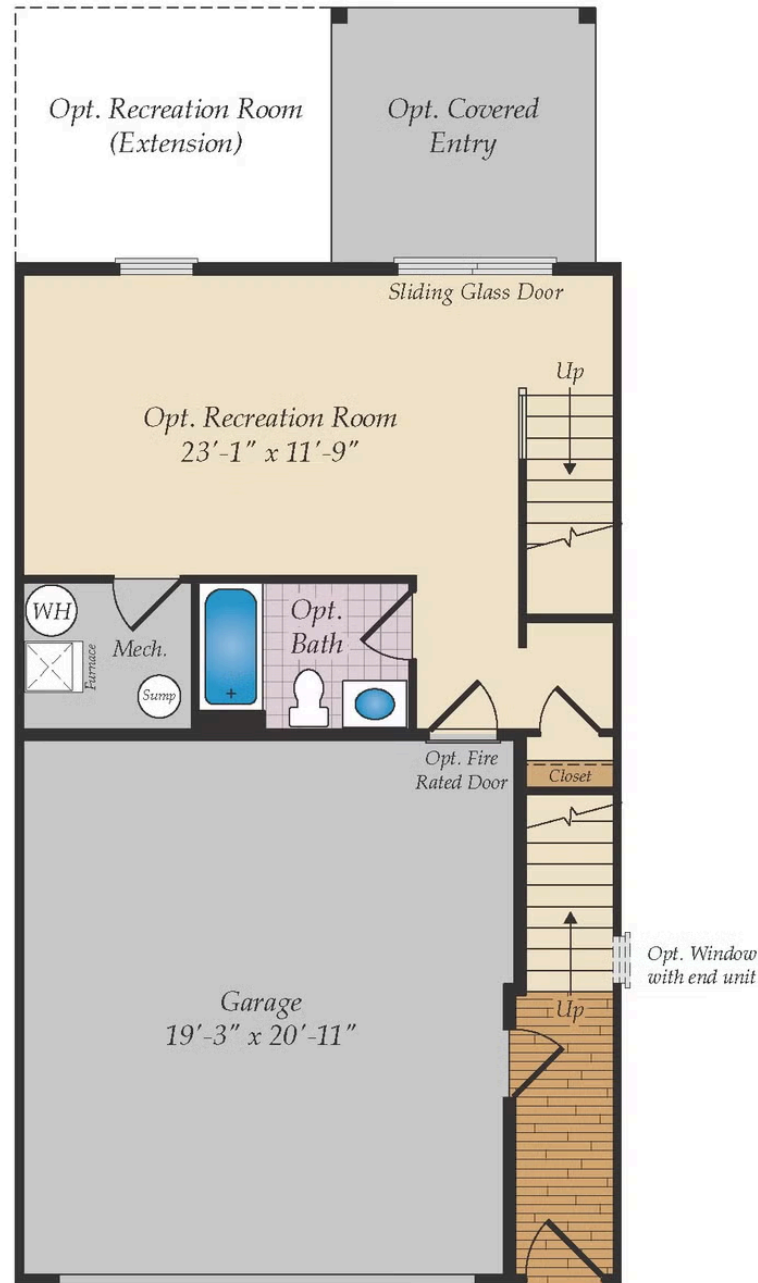 Opt. Recreation Room
(Extension)
Opt. Covered
Entry
Sliding Glass Door
Up
Opt. Recreation Room
23'-1" x 11'-9"
WH
Mech.
Furnace
Sump
Opt.
Bath
Opt. Fire
Rated Door
Closet
Opt. Window
with end unit
Up
Garage
19'-3" x 20'-11"